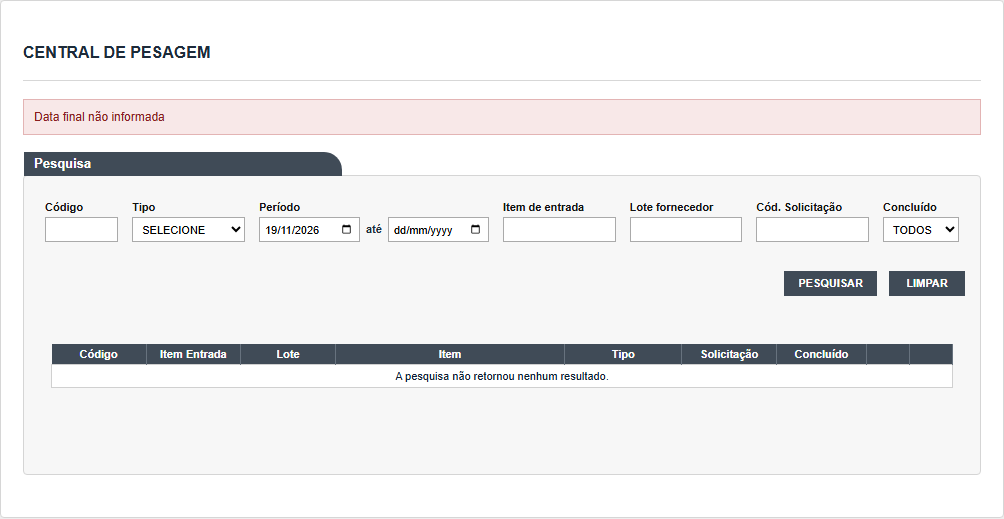 CENTRAL DE PESAGEM
Data final não informada
Pesquisa
Código Tipo Período Item de entrada Lote fornecedor Cód. Solicitação Concluído
SELECIONE 19/11/2026 até dd/mm/yyyy TODOS
PESQUISAR LIMPAR
Código Item Entrada Lote Item Tipo Solicitação Concluído
A pesquisa não retornou nenhum resultado.